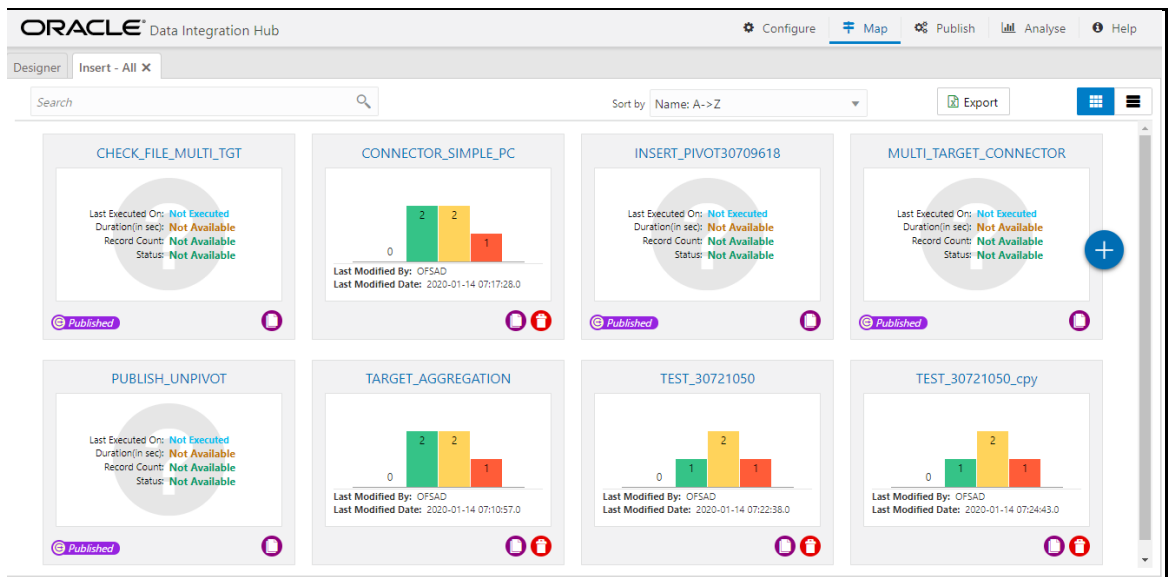 ORACLE® Data Integration Hub
Configure Map Publish Analyse Help
Designer Insert - All ✕
Search Sort by Name: A->Z Export
CHECK_FILE_MULTI_TGT
Last Executed On: Not Executed
Duration(in sec): Not Available
Record Count: Not Available
Status: Not Available
Published
CONNECTOR_SIMPLE_PC
0 2 2 1
Last Modified By: OFSAD
Last Modified Date: 2020-01-14 07:17:28.0
INSERT_PIVOT30709618
Last Executed On: Not Executed
Duration(in sec): Not Available
Record Count: Not Available
Status: Not Available
Published
MULTI_TARGET_CONNECTOR
Last Executed On: Not Executed
Duration(in sec): Not Available
Record Count: Not Available
Status: Not Available
Published
PUBLISH_UNPIVOT
Last Executed On: Not Executed
Duration(in sec): Not Available
Record Count: Not Available
Status: Not Available
Published
TARGET_AGGREGATION
0 2 2 1
Last Modified By: OFSAD
Last Modified Date: 2020-01-14 07:10:57.0
TEST_30721050
0 1 2 1
Last Modified By: OFSAD
Last Modified Date: 2020-01-14 07:22:38.0
TEST_30721050_cpy
0 1 2 1
Last Modified By: OFSAD
Last Modified Date: 2020-01-14 07:24:43.0